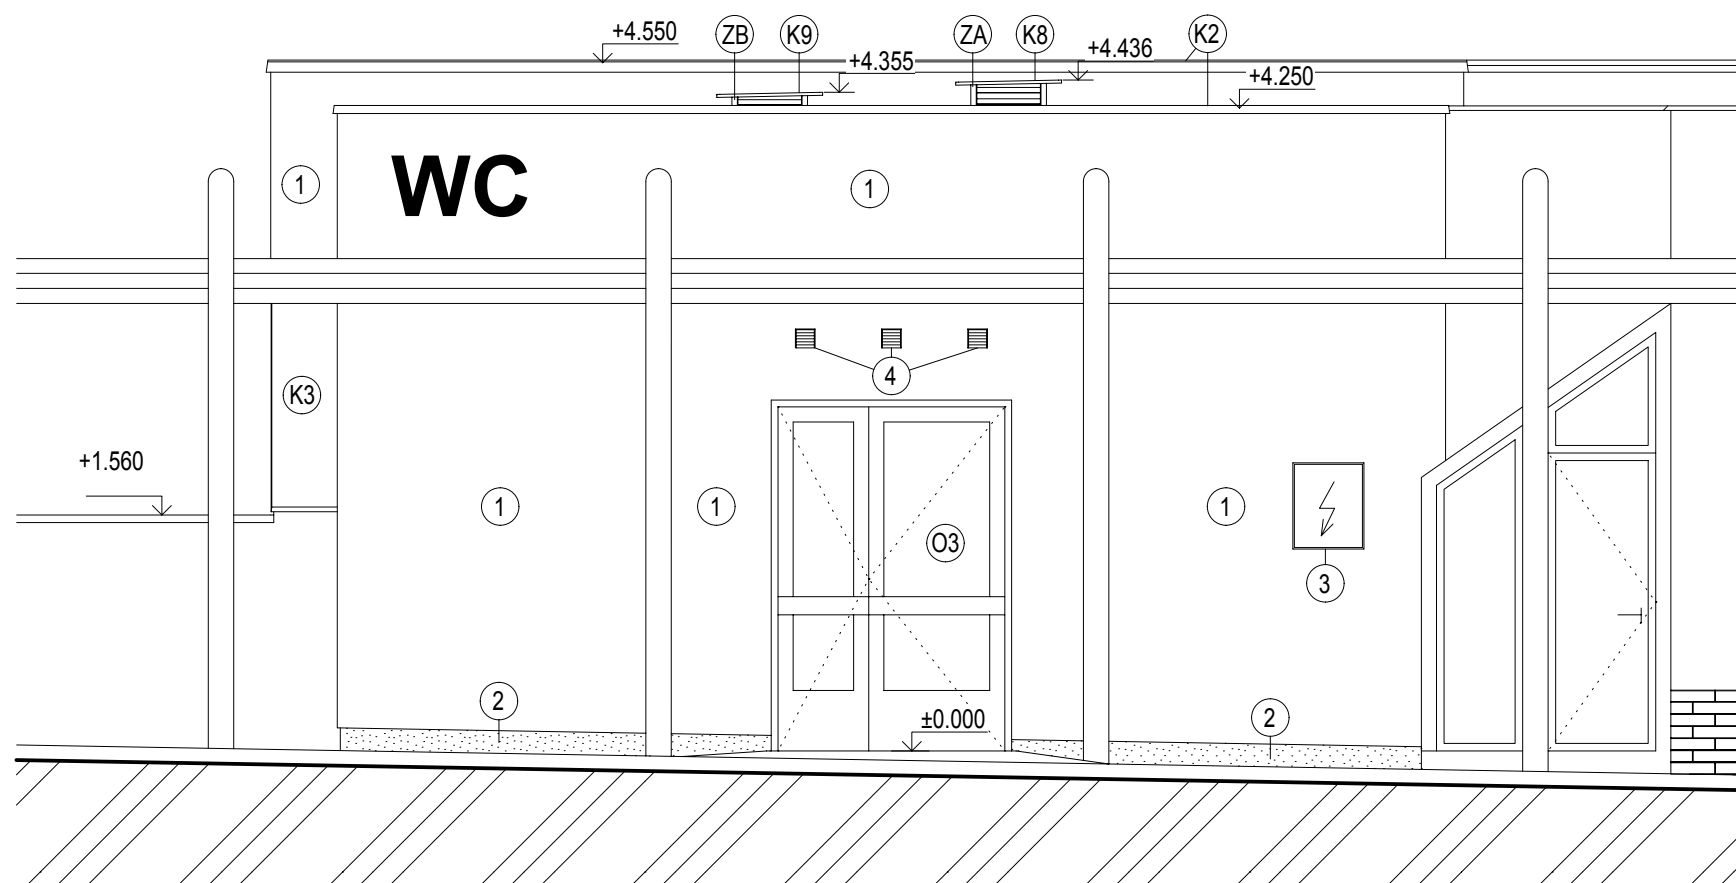 +4.550
ZB
K9
ZA
K8
K2
+4.355
+4.436
+4.250
WC
1
1
4
K3
+1.560
1
1
1
O3
3
2
±0.000
2